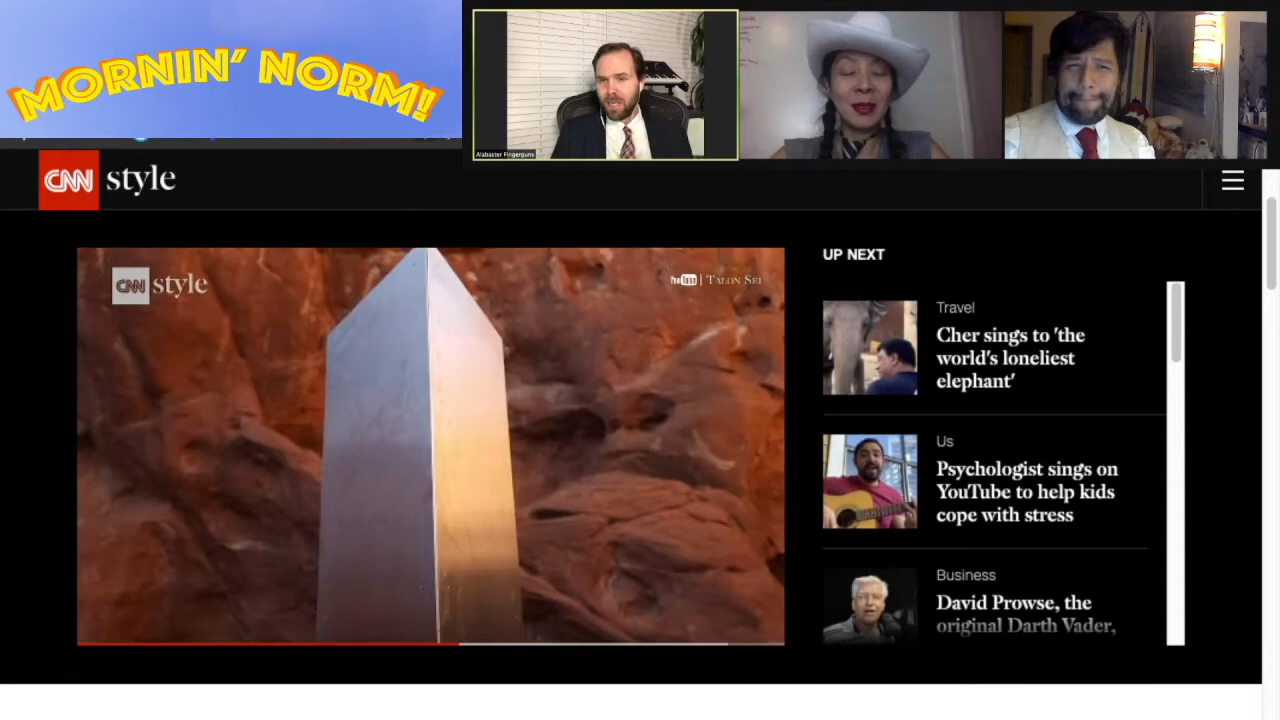 MORNIN' NORM!
Alabaster Fingerguns
CNN style
CNN style
YouTube | TALON SEI
UP NEXT
Travel
Cher sings to 'the
world's loneliest
elephant'
Us
Psychologist sings on
YouTube to help kids
cope with stress
Business
David Prowse, the
original Darth Vader,